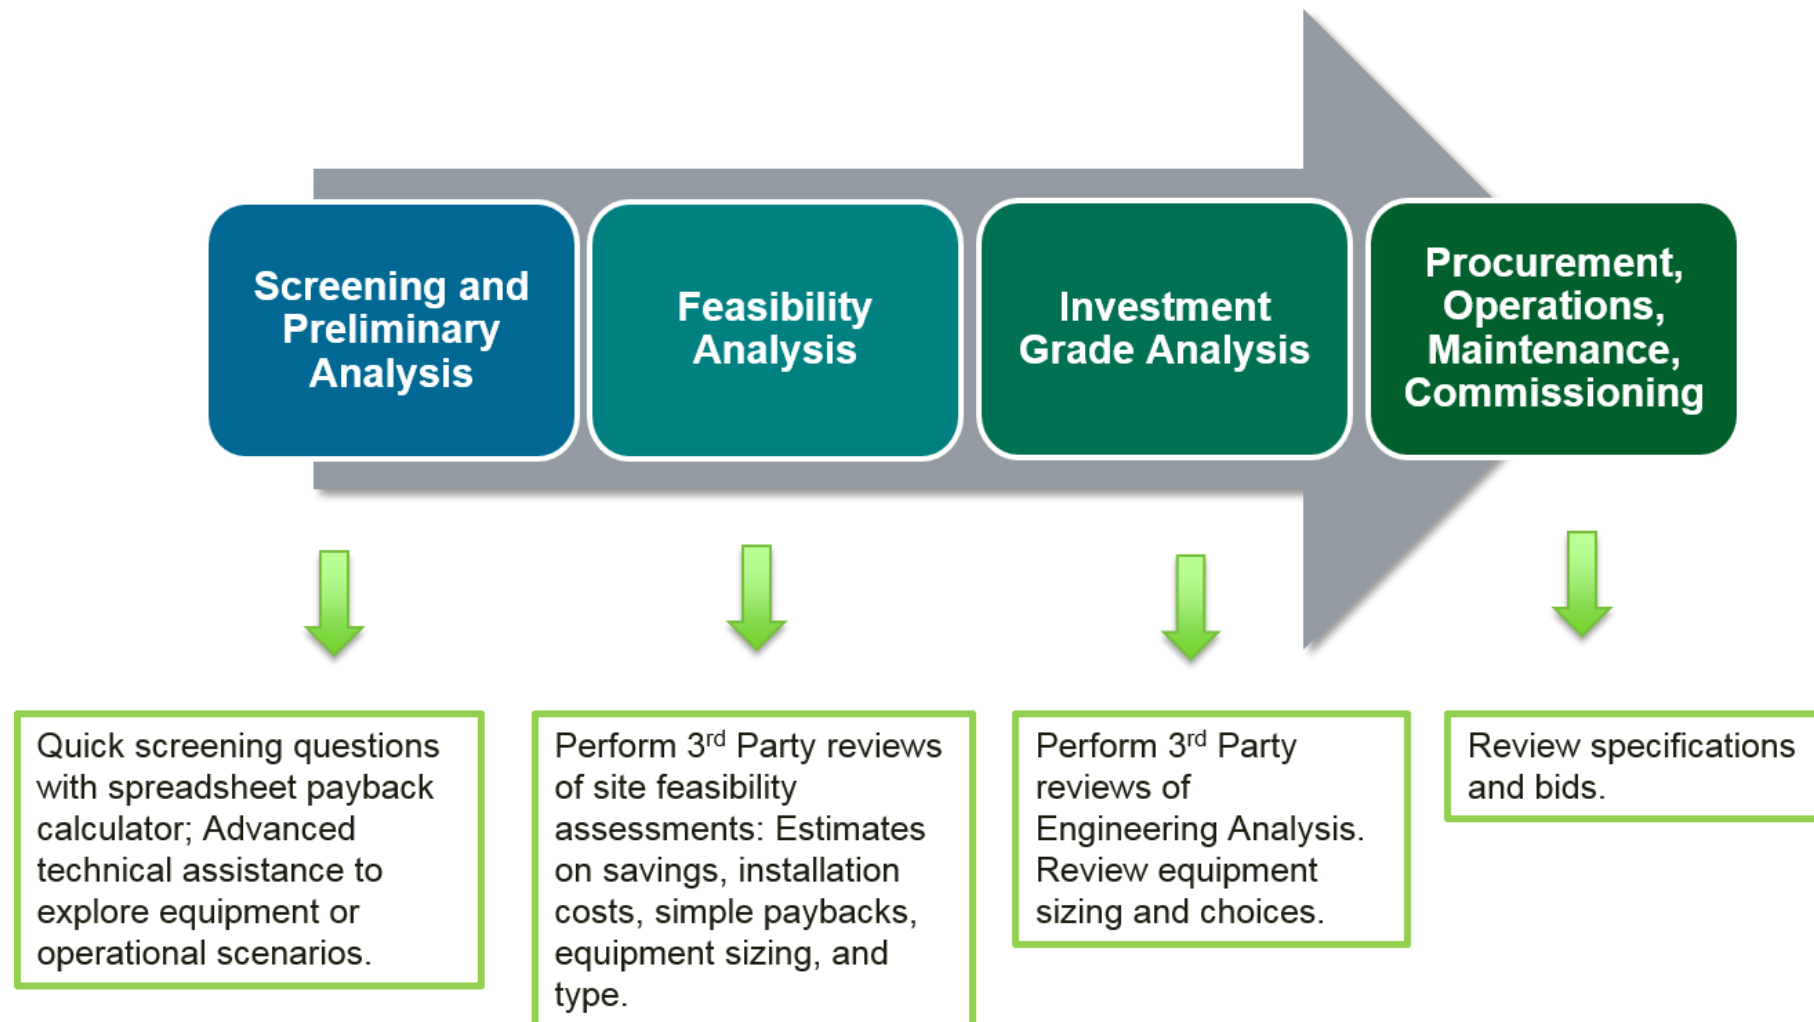 Screening and
Preliminary
Analysis
Feasibility
Analysis
Investment
Grade Analysis
Procurement,
Operations,
Maintenance,
Commissioning
Quick screening questions
with spreadsheet payback
calculator; Advanced
technical assistance to
explore equipment or
operational scenarios.
Perform 3rd Party reviews
of site feasibility
assessments: Estimates
on savings, installation
costs, simple paybacks,
equipment sizing, and
type.
Perform 3rd Party
reviews of
Engineering Analysis.
Review equipment
sizing and choices.
Review specifications
and bids.